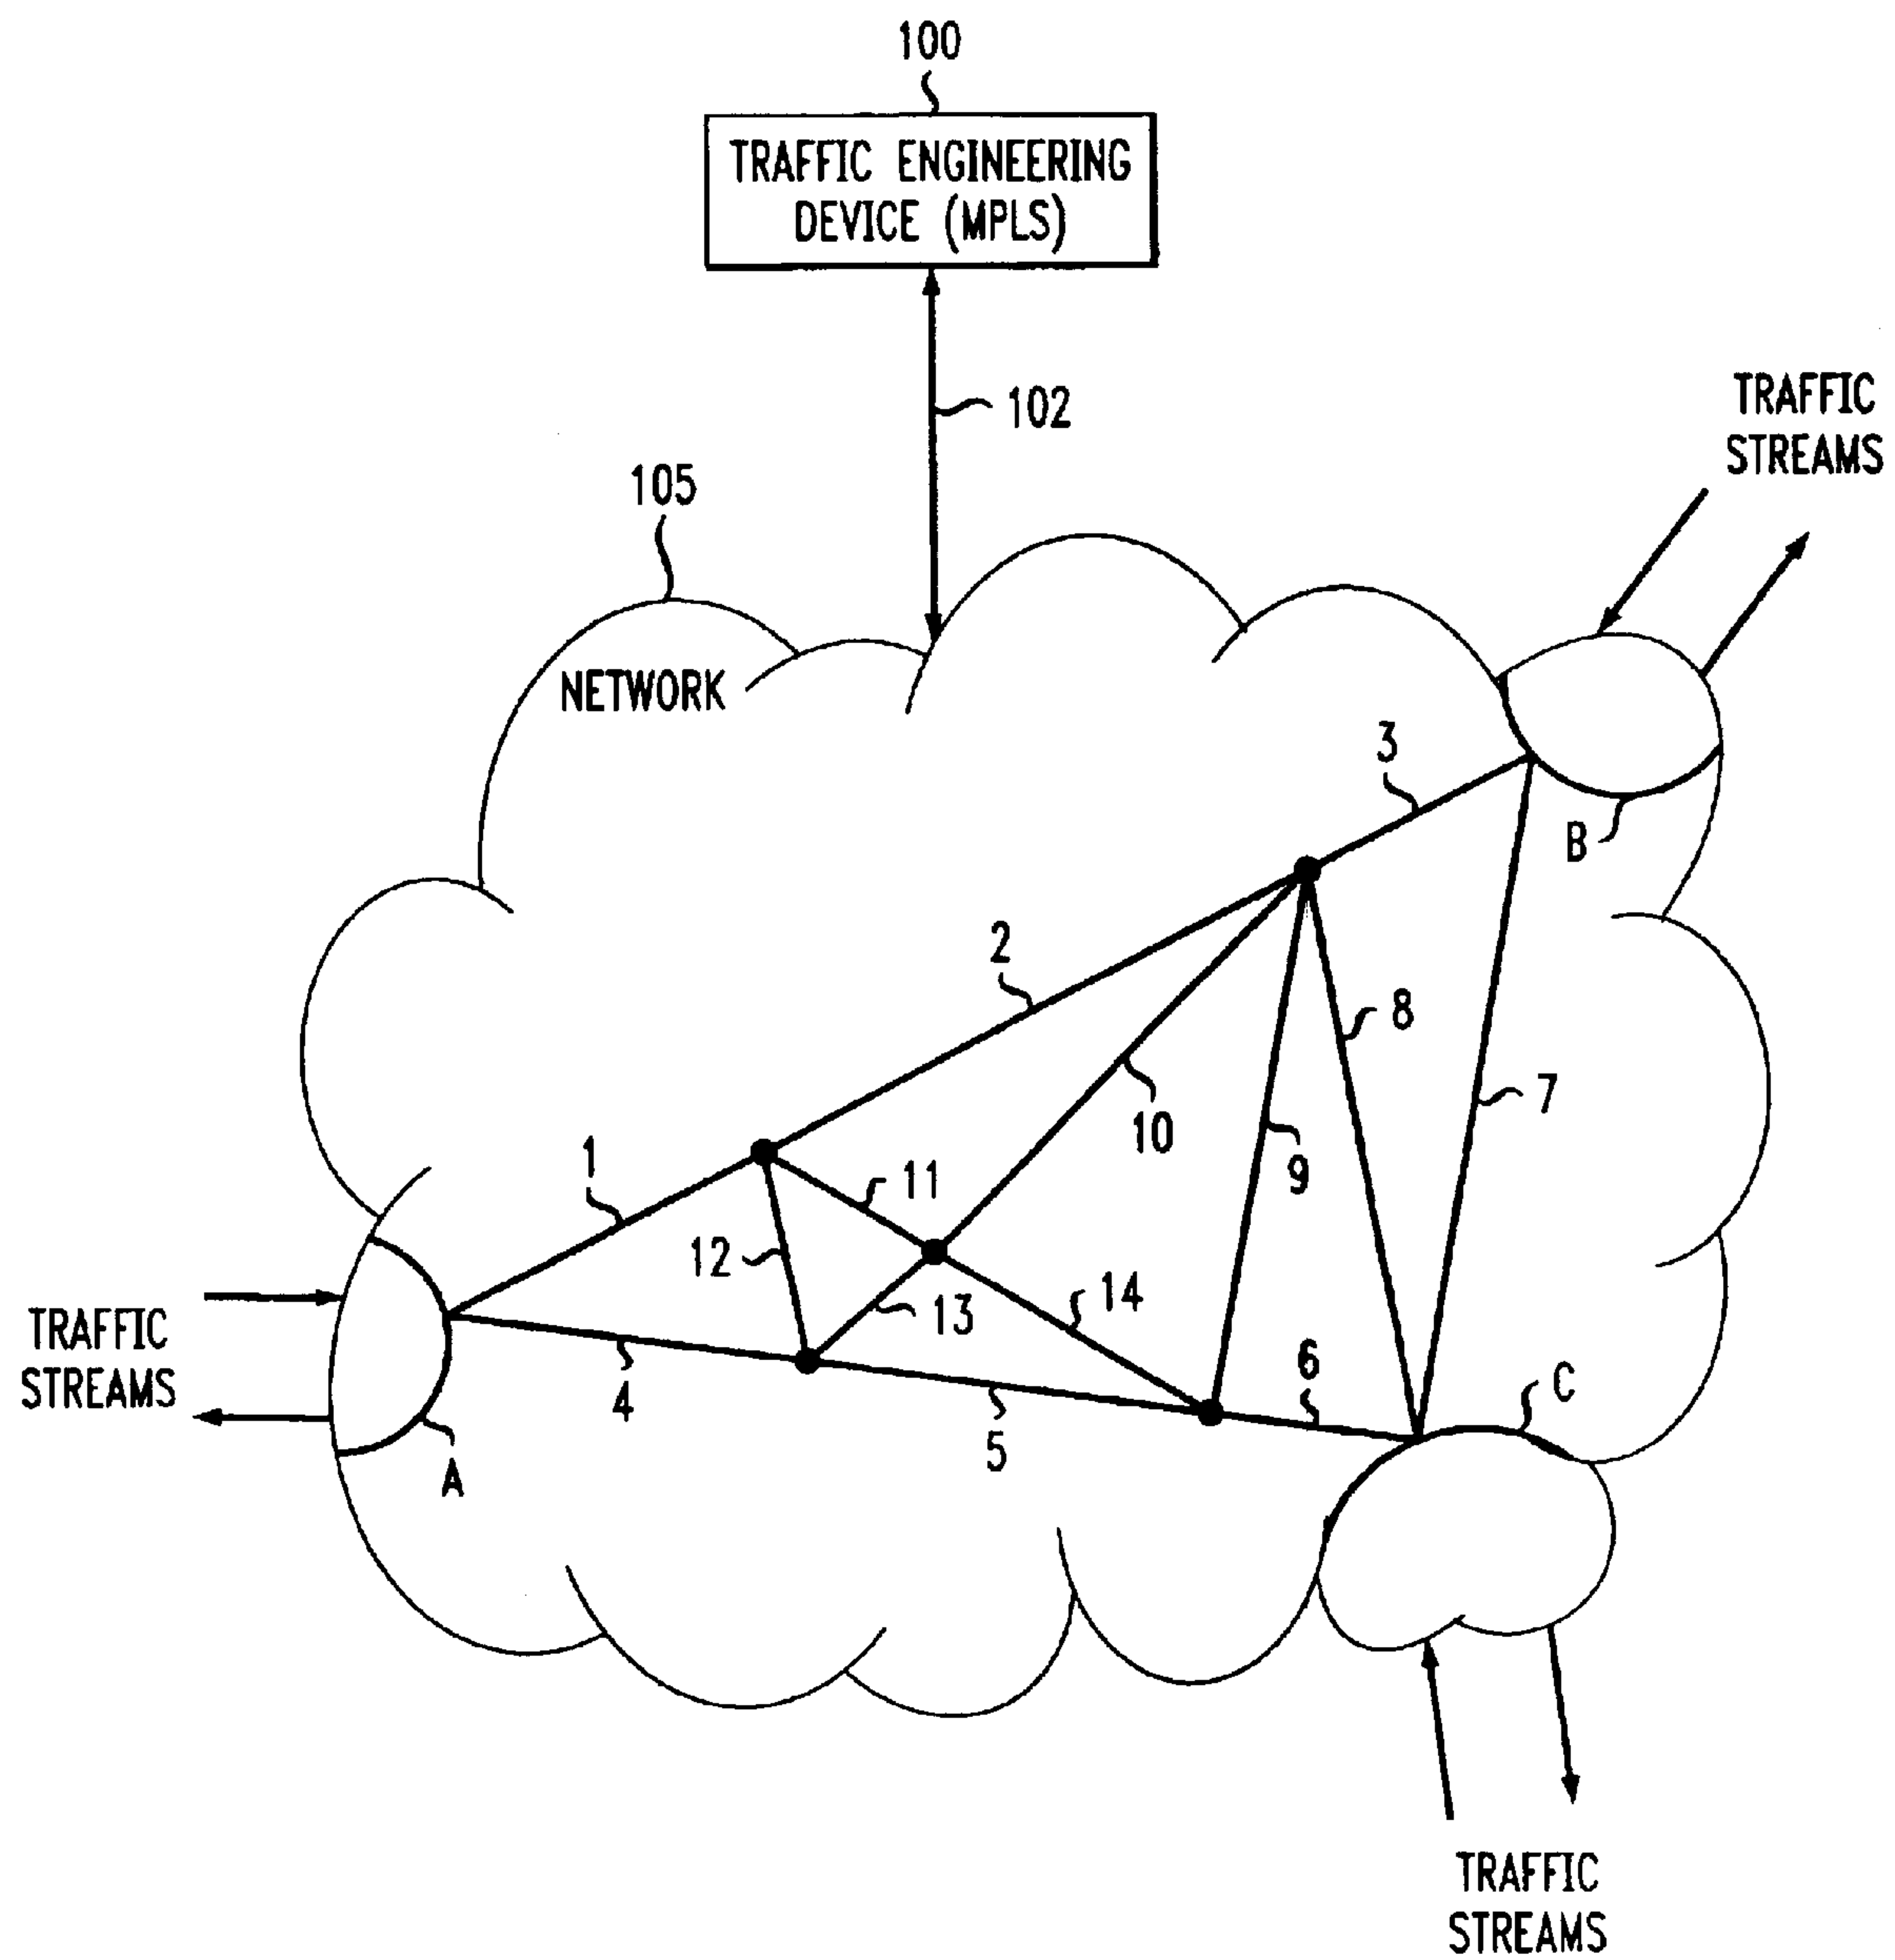 100
TRAFFIC ENGINEERING
DEVICE (MPLS)
102
TRAFFIC
STREAMS
105
NETWORK
3
B
2
8
7
10
9
1
11
12
13
14
6
C
TRAFFIC
STREAMS
4
5
A
TRAFFIC
STREAMS